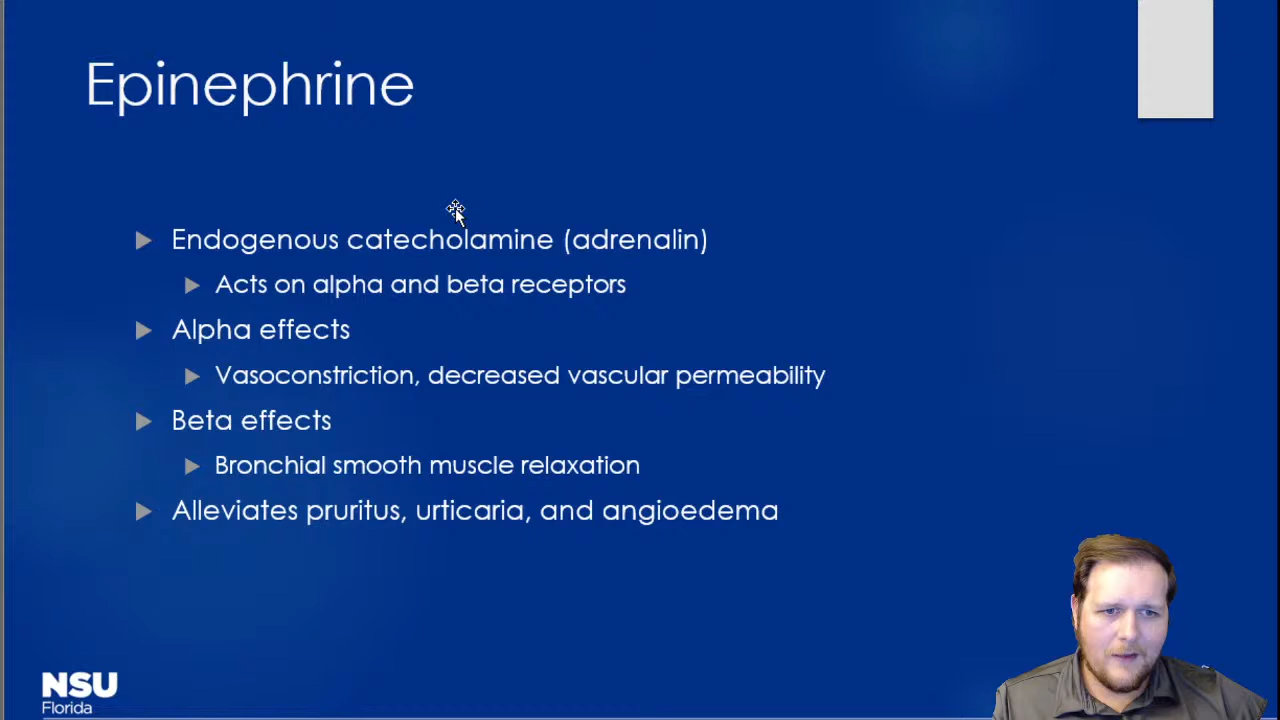 Epinephrine
Endogenous catecholamine (adrenalin)
Acts on alpha and beta receptors
Alpha effects
Vasoconstriction, decreased vascular permeability
Beta effects
Bronchial smooth muscle relaxation
Alleviates pruritus, urticaria, and angioedema
NSU
Florida